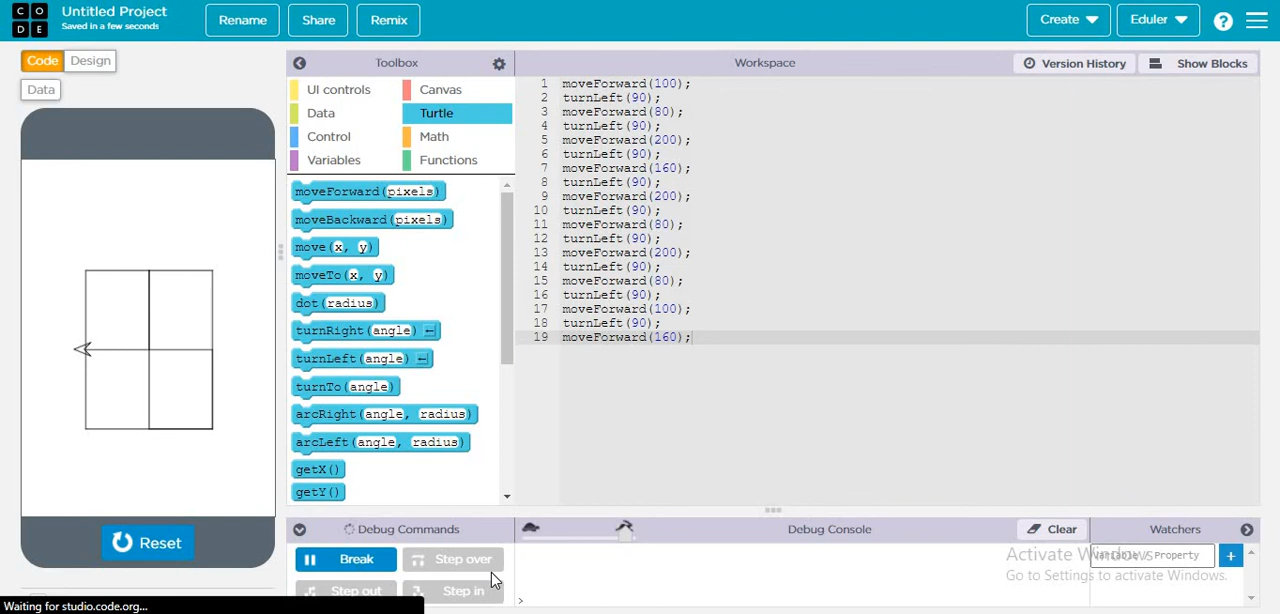 CODE
Untitled Project
Saved in a few seconds
Rename
Share
Remix
Create
Eduler
?
Code
Design
Data
Toolbox
Workspace
Version History
Show Blocks
UI controls
Canvas
Data
Turtle
Control
Math
Variables
Functions
moveForward(pixels)
moveBackward(pixels)
move(x, y)
moveTo(x, y)
dot(radius)
turnRight(angle)
turnLeft(angle)
turnTo(angle)
arcRight(angle, radius)
arcLeft(angle, radius)
getX()
getY()
1 moveForward(100);
2 turnLeft(90);
3 moveForward(80);
4 turnLeft(90);
5 moveForward(200);
6 turnLeft(90);
7 moveForward(160);
8 turnLeft(90);
9 moveForward(200);
10 turnLeft(90);
11 moveForward(80);
12 turnLeft(90);
13 moveForward(200);
14 turnLeft(90);
15 moveForward(80);
16 turnLeft(90);
17 moveForward(100);
18 turnLeft(90);
19 moveForward(160);
Reset
Debug Commands
Debug Console
Clear
Watchers
Break
Step over
Step out
Step in
Variable / Property
+
>
Activate Windows
Go to Settings to activate Windows.
Waiting for studio.code.org...